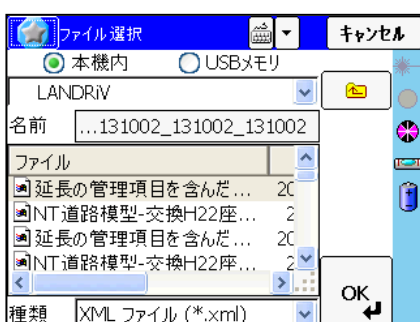 ファイル選択
キャンセル
本機内 USBメモリ
LANDRiV
名前 ...131002_131002_131002
ファイル
延長の管理項目を含んだ... 20
NT道路模型-交換H22座... 2
延長の管理項目を含んだ... 20
NT道路模型-交換H22座... 2
種類 XML ファイル (*.xml)
OK